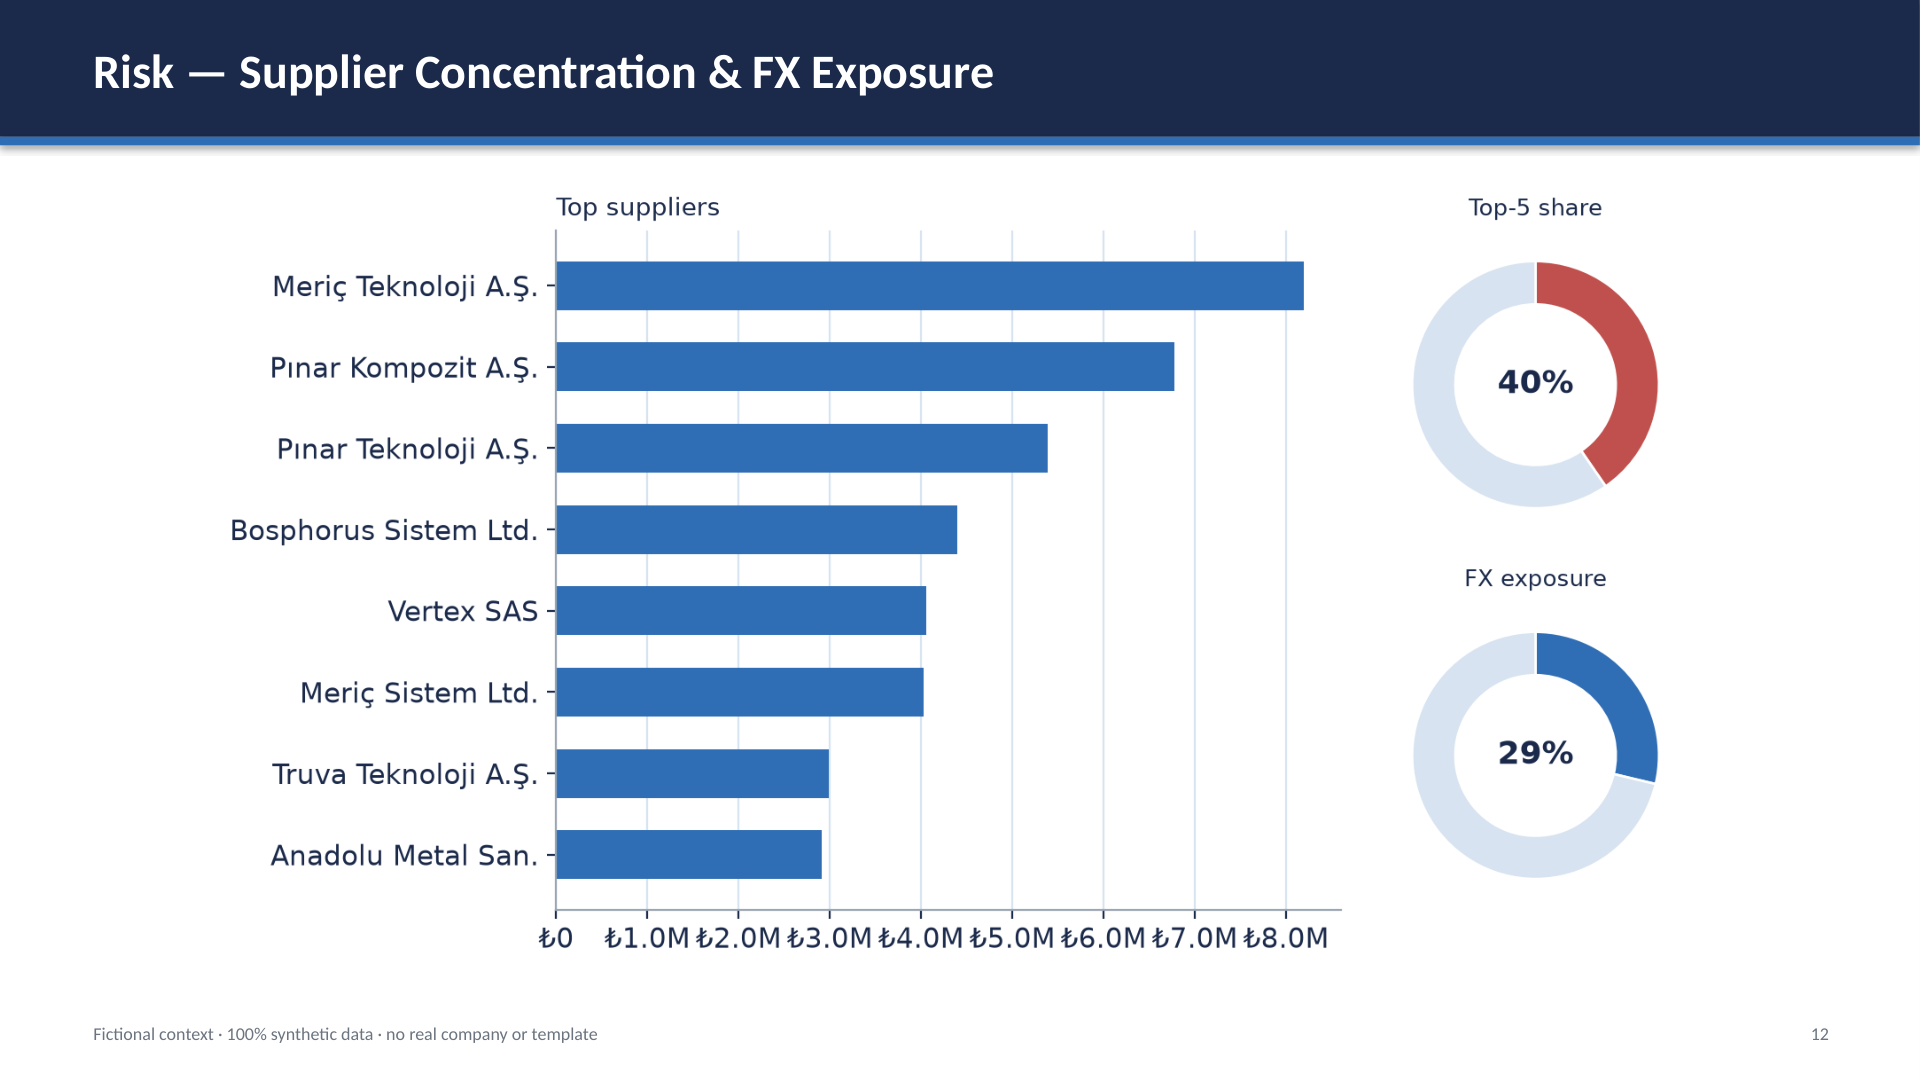 Risk — Supplier Concentration & FX Exposure
Top suppliers
Meriç Teknoloji A.Ş.
Pınar Kompozit A.Ş.
Pınar Teknoloji A.Ş.
Bosphorus Sistem Ltd.
Vertex SAS
Meriç Sistem Ltd.
Truva Teknoloji A.Ş.
Anadolu Metal San.
₺0 ₺1.0M ₺2.0M ₺3.0M ₺4.0M ₺5.0M ₺6.0M ₺7.0M ₺8.0M
Top-5 share
40%
FX exposure
29%
Fictional context · 100% synthetic data · no real company or template
12